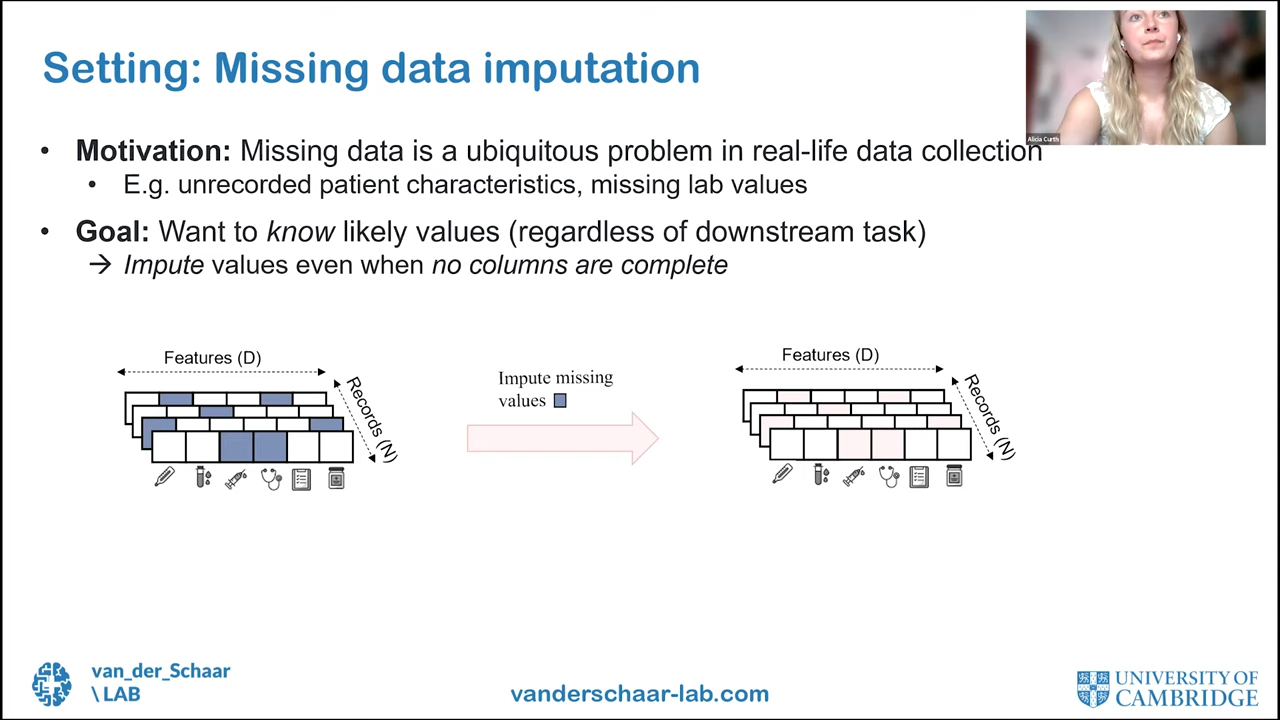 Setting: Missing data imputation
Alicia Curth
• Motivation: Missing data is a ubiquitous problem in real-life data collection
• E.g. unrecorded patient characteristics, missing lab values
• Goal: Want to know likely values (regardless of downstream task)
→ Impute values even when no columns are complete
Features (D)
Records (N)
Impute missing
values
Features (D)
Records (N)
van_der_Schaar
\ LAB
vanderschaar-lab.com
UNIVERSITY OF
CAMBRIDGE